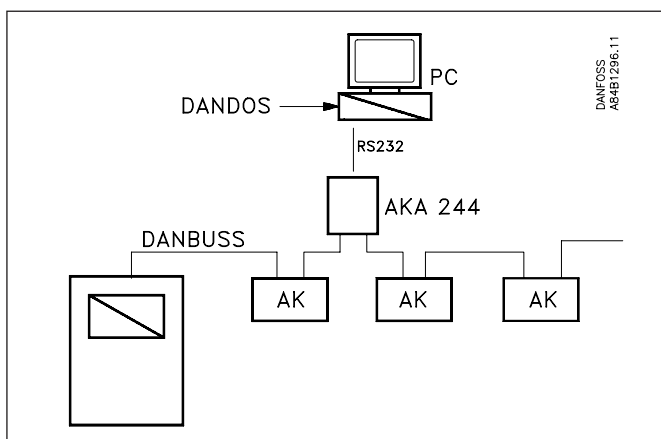 DANFOSS
A84B1296.11
PC
DANDOS
RS232
AKA 244
DANBUSS
AK
AK
AK